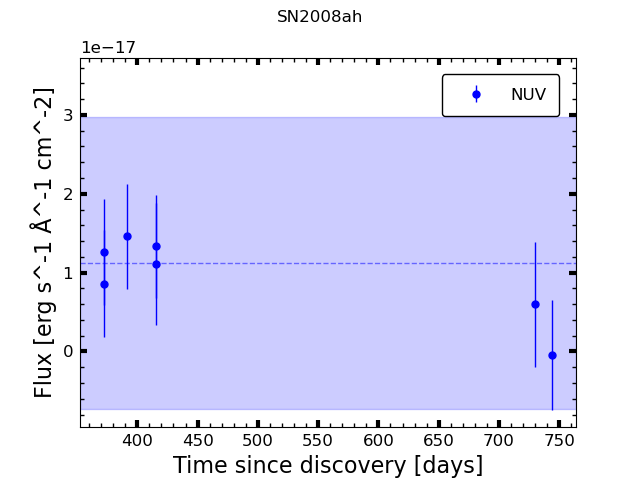 SN2008ah
1e−17
NUV
3
2
1
0
Flux [erg s^-1 Å^-1 cm^-2]
400 450 500 550 600 650 700 750
Time since discovery [days]